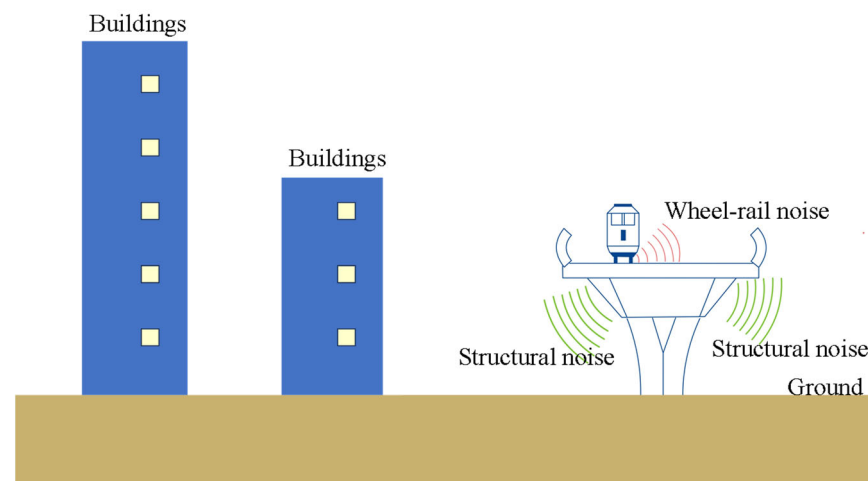 Buildings
Buildings
Wheel-rail noise
Structural noise
Structural noise
Ground